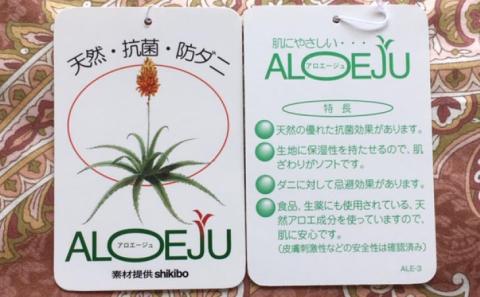 天然・抗菌・防ダニ
ALOEJU
アロエージュ
素材提供 shikibo
肌にやさしい・・・
ALOEJU
アロエージュ
特長
天然の優れた抗菌効果があります。
生地に保湿性を持たせるので、肌
ざわりがソフトです。
ダニに対して忌避効果があります。
食品、生薬にも使用されている、天
然アロエ成分を使っていますので、
肌に安心です。
(皮膚刺激性などの安全性は確認済み)
ALE-3